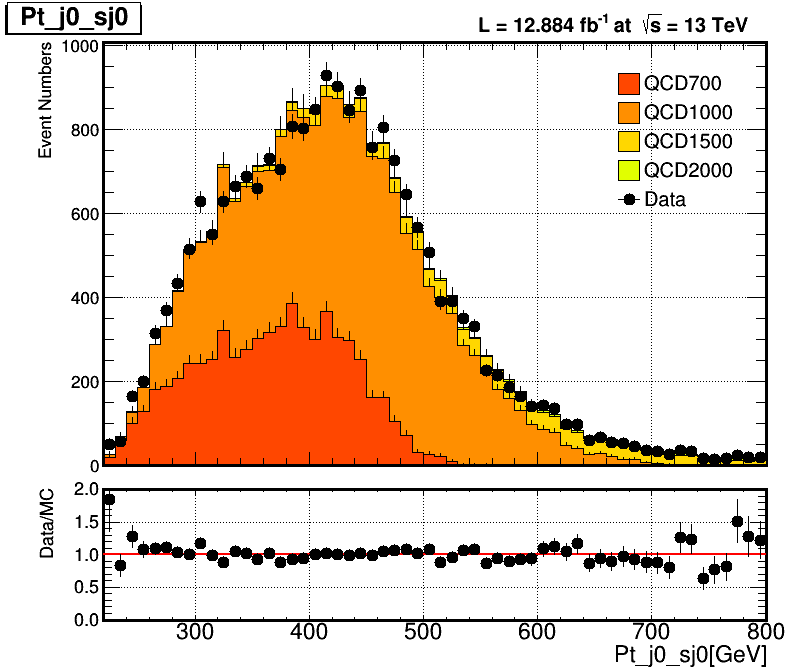 Pt_j0_sj0
L = 12.884 fb⁻¹ at √s = 13 TeV
Event Numbers
1000
800
600
400
200
0
QCD700
QCD1000
QCD1500
QCD2000
Data
Data/MC
2.0
1.5
1.0
0.5
0.0
300 400 500 600 700 800
Pt_j0_sj0[GeV]